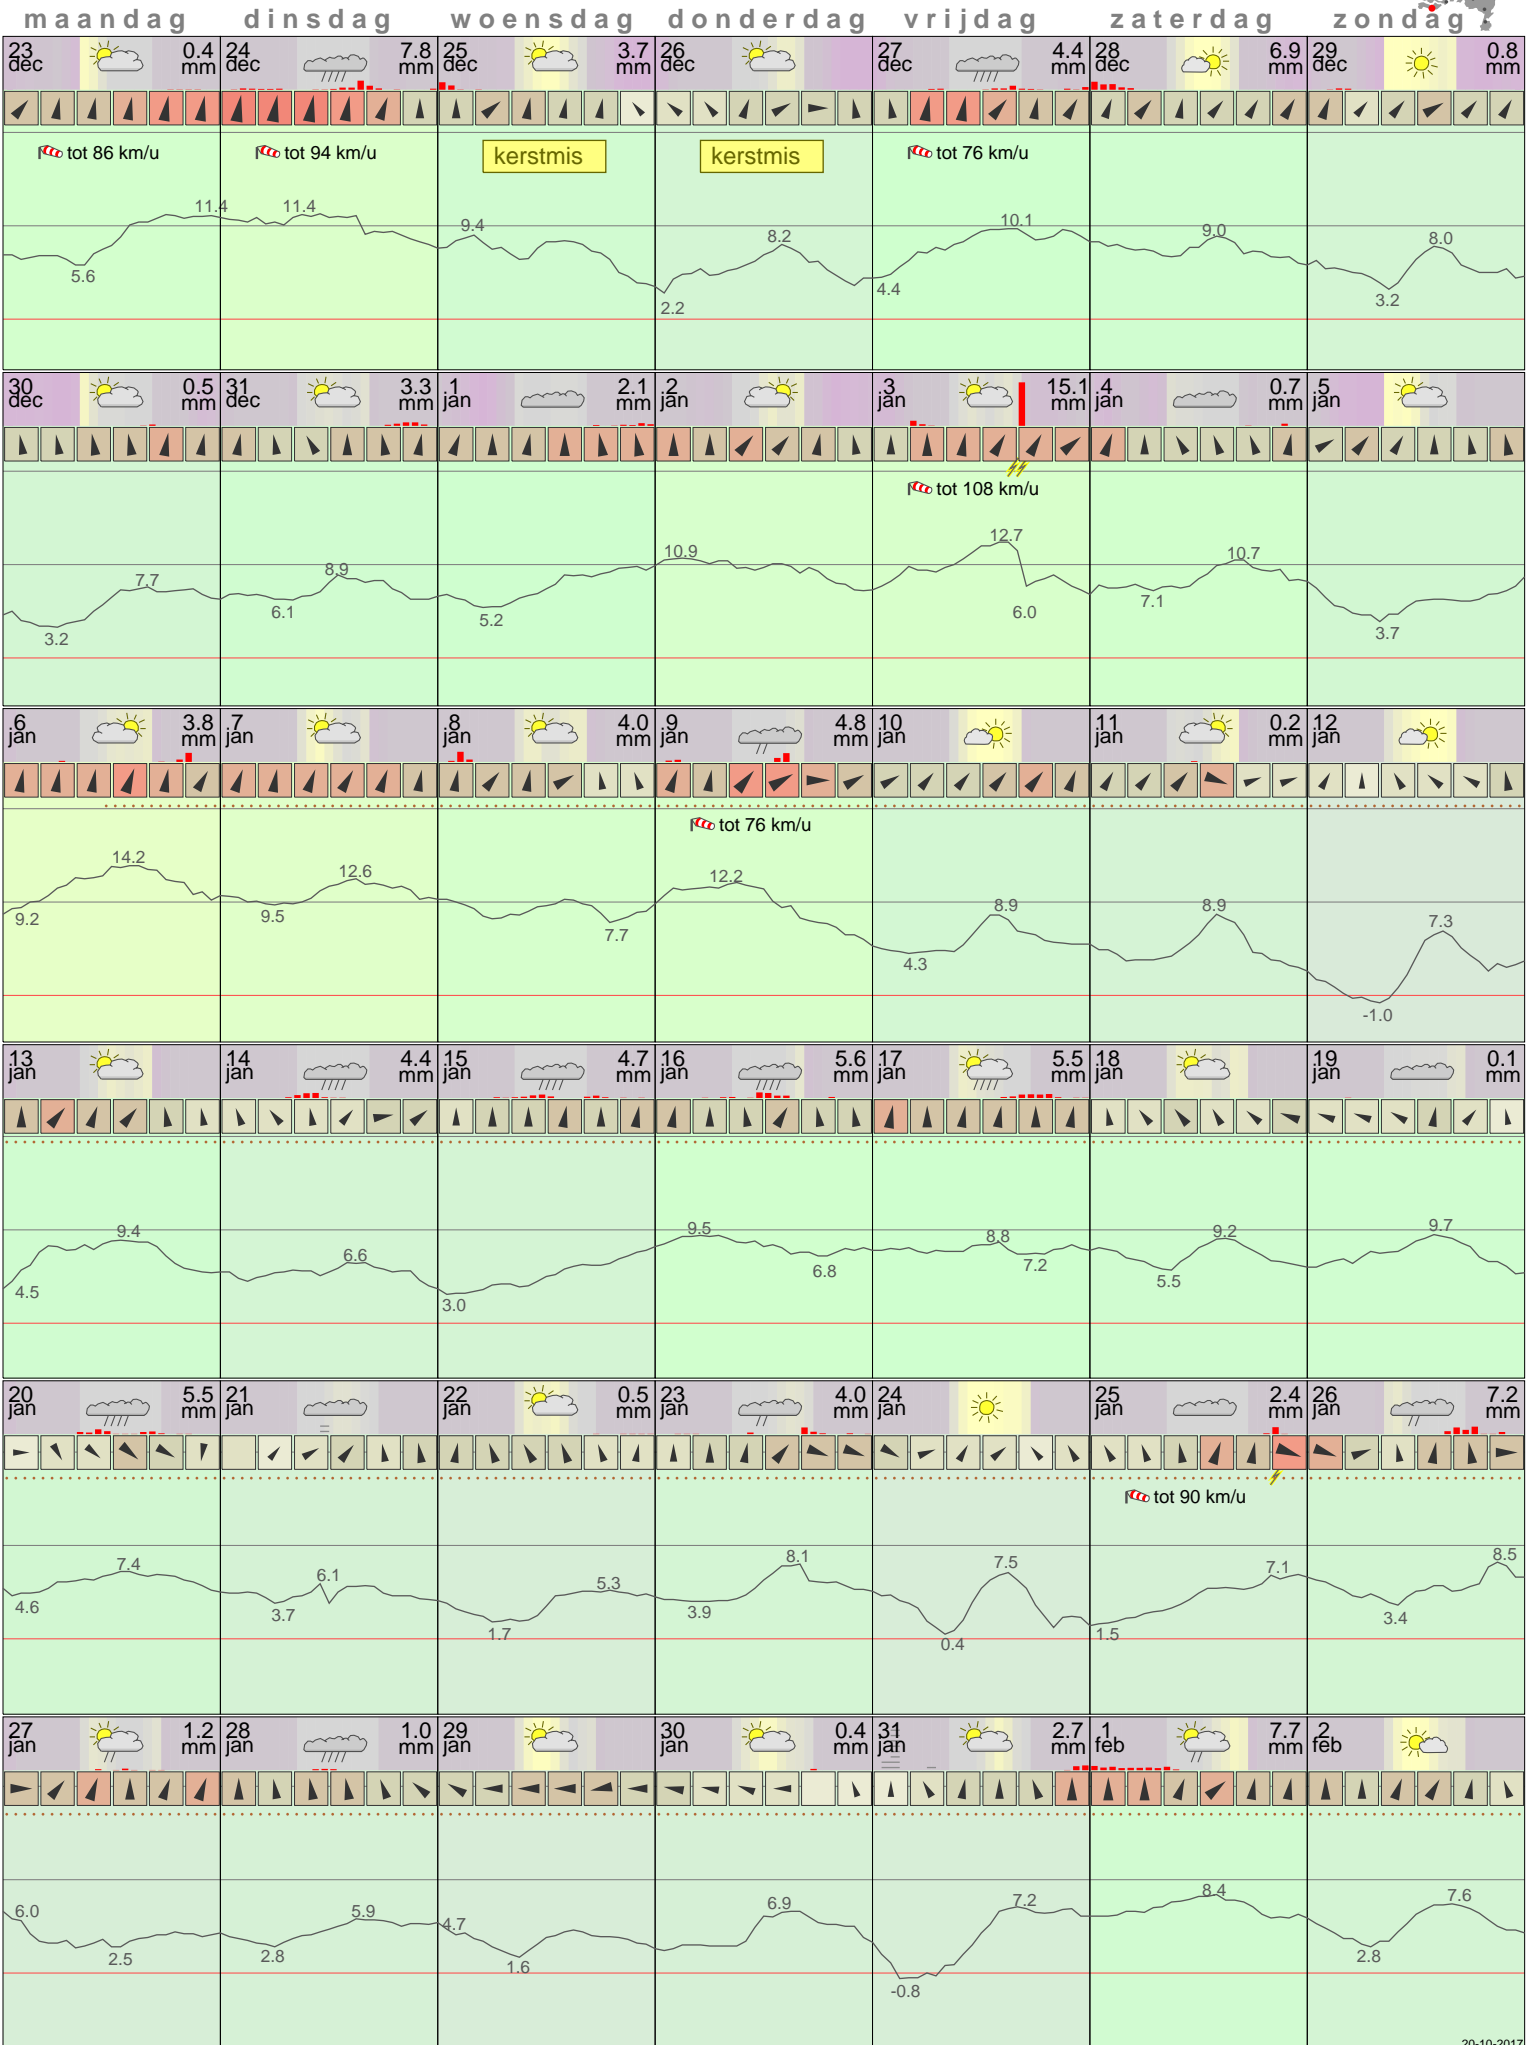 maandag dinsdag woensdag donderdag vrijdag zaterdag zondag
23 dec 0.4 mm 24 dec 7.8 mm 25 dec 3.7 mm 26 dec 27 dec 4.4 mm 28 dec 6.9 mm 29 dec 0.8 mm
tot 86 km/u tot 94 km/u kerstmis kerstmis tot 76 km/u
5.6 11.4 11.4 9.4 2.2 8.2 4.4 10.1 9.0 3.2 8.0
30 dec 0.5 mm 31 dec 3.3 mm 1 jan 2.1 mm 2 jan 3 jan 15.1 mm 4 jan 0.7 mm 5 jan
tot 108 km/u
3.2 7.7 6.1 8.9 5.2 10.9 12.7 6.0 7.1 10.7 3.7
6 jan 3.8 mm 7 jan 8 jan 4.0 mm 9 jan 4.8 mm 10 jan 11 jan 0.2 mm 12 jan
tot 76 km/u
9.2 14.2 9.5 12.6 7.7 12.2 4.3 8.9 8.9 -1.0 7.3
13 jan 14 jan 4.4 mm 15 jan 4.7 mm 16 jan 5.6 mm 17 jan 5.5 mm 18 jan 19 jan 0.1 mm
4.5 9.4 6.6 3.0 9.5 6.8 8.8 7.2 5.5 9.2 9.7
20 jan 5.5 mm 21 jan 22 jan 0.5 mm 23 jan 4.0 mm 24 jan 25 jan 2.4 mm 26 jan 7.2 mm
tot 90 km/u
4.6 7.4 3.7 6.1 1.7 5.3 3.9 8.1 0.4 7.5 1.5 7.1 3.4 8.5
27 jan 1.2 mm 28 jan 1.0 mm 29 jan 30 jan 0.4 mm 31 jan 2.7 mm 1 feb 7.7 mm 2 feb
6.0 2.5 2.8 5.9 4.7 1.6 6.9 -0.8 7.2 8.4 2.8 7.6
20-10-2017